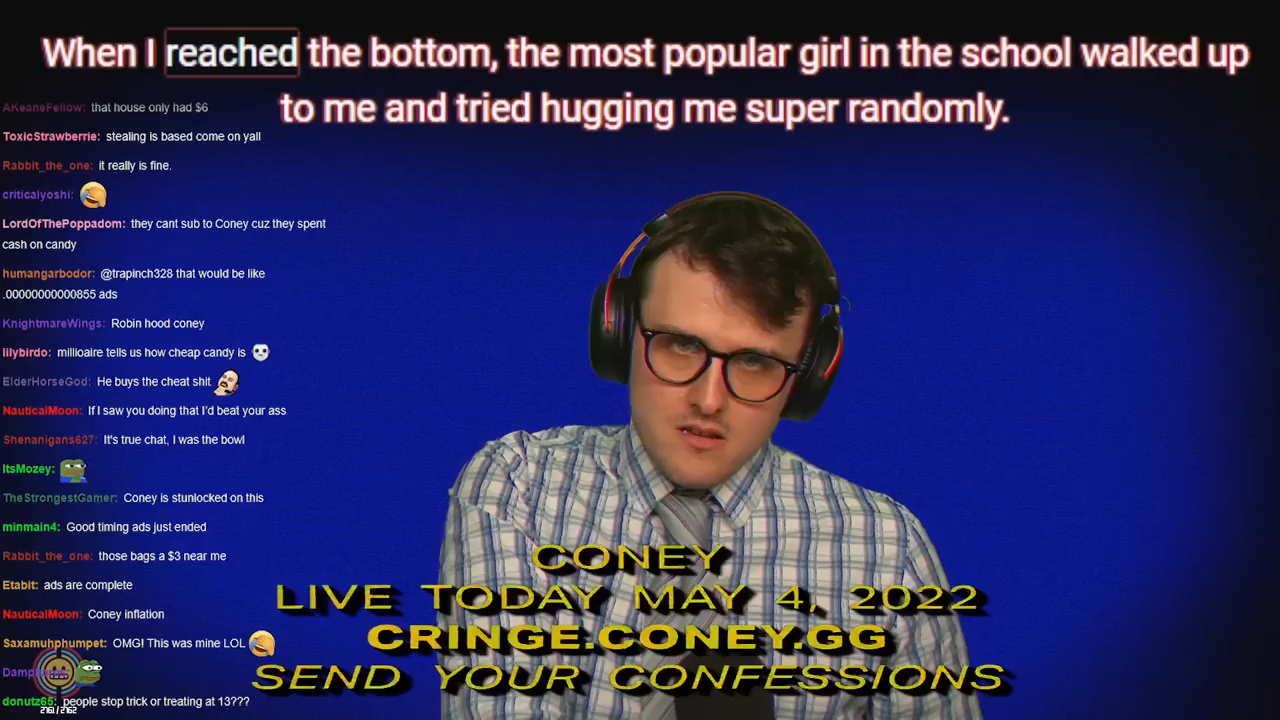 When I reached the bottom, the most popular girl in the school walked up
to me and tried hugging me super randomly.
AKeaneFellow: that house only had $6
ToxicStrawberrie: stealing is based come on yall
Rabbit_the_one: it really is fine.
criticalyoshi:
LordOfThePoppadom: they cant sub to Coney cuz they spent
cash on candy
humangarbodor: @trapinch328 that would be like
.00000000000855 ads
KnightmareWings: Robin hood coney
lilybirdo: millioaire tells us how cheap candy is
ElderHorseGod: He buys the cheat shit
NauticalMoon: If I saw you doing that I'd beat your ass
Shenanigans627: It's true chat, I was the bowl
ItsMozey:
TheStrongestGamer: Coney is stunlocked on this
minmain4: Good timing ads just ended
Rabbit_the_one: those bags a $3 near me
Etabit: ads are complete
NauticalMoon: Coney inflation
Saxamuhphumpet: OMG! This was mine LOL
donutz65: people stop trick or treating at 13???
2161 / 2162
CONEY
LIVE TODAY MAY 4, 2022
CRINGE.CONEY.GG
SEND YOUR CONFESSIONS